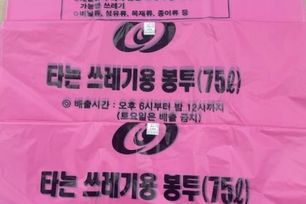 가능한 쓰레기
◎비닐류, 섬유류, 목재류, 종이류 등
타는 쓰레기용 봉투(75ℓ)
◎ 배출시간 : 오후 6시부터 밤 12시까지
(토요일은 배출 금지)
타는 쓰레기용 봉투(75ℓ)